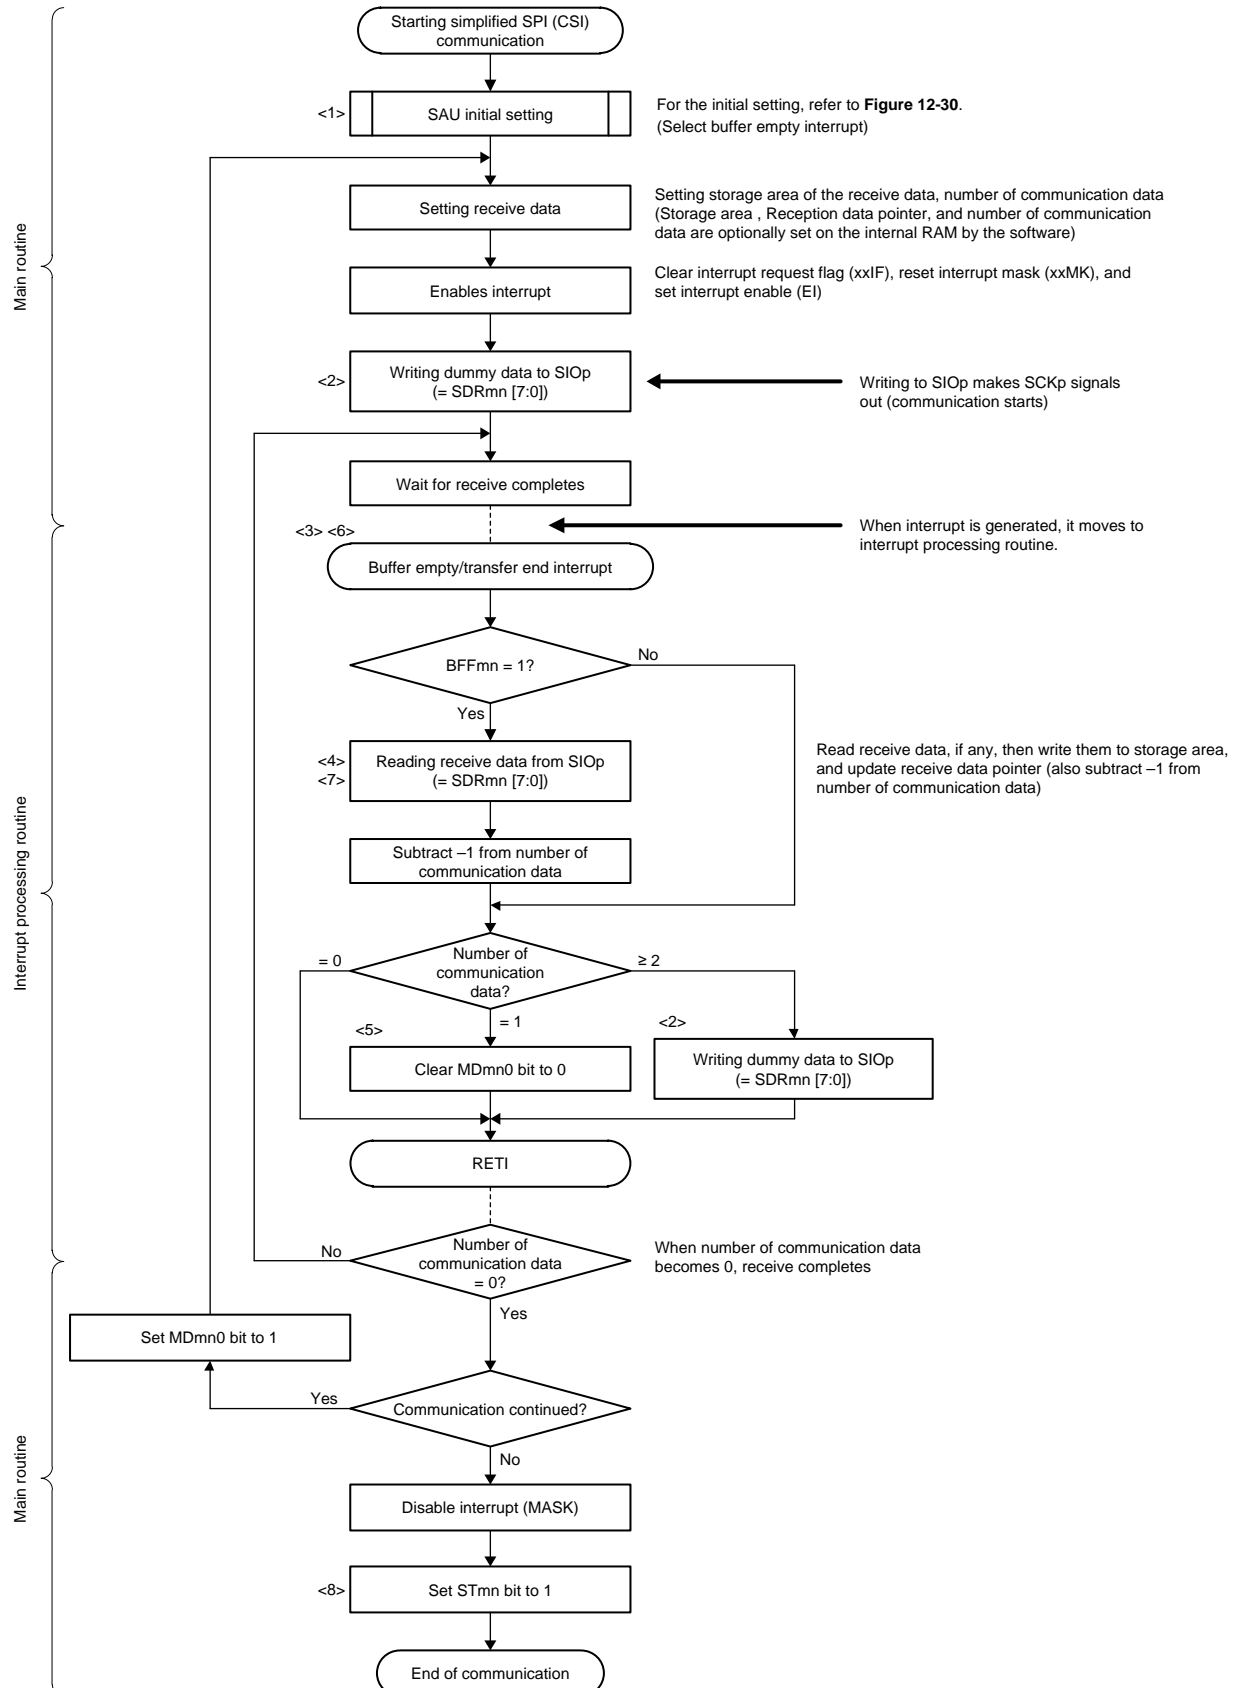 Starting simplified SPI (CSI)
communication
<1>
SAU initial setting
For the initial setting, refer to Figure 12-30.
(Select buffer empty interrupt)
Main routine
Setting receive data
Setting storage area of the receive data, number of communication data
(Storage area , Reception data pointer, and number of communication
data are optionally set on the internal RAM by the software)
Enables interrupt
Clear interrupt request flag (xxIF), reset interrupt mask (xxMK), and
set interrupt enable (EI)
<2>
Writing dummy data to SIOp
(= SDRmn [7:0])
Writing to SIOp makes SCKp signals
out (communication starts)
Wait for receive completes
<3> <6>
When interrupt is generated, it moves to
interrupt processing routine.
Buffer empty/transfer end interrupt
BFFmn = 1?
No
Yes
<4>
<7>
Reading receive data from SIOp
(= SDRmn [7:0])
Read receive data, if any, then write them to storage area,
and update receive data pointer (also subtract –1 from
number of communication data)
Interrupt processing routine
Subtract –1 from number of
communication data
Number of
communication
data?
= 0
≥ 2
= 1
<5>
Clear MDmn0 bit to 0
<2>
Writing dummy data to SIOp
(= SDRmn [7:0])
RETI
Number of
communication data
= 0?
No
When number of communication data
becomes 0, receive completes
Yes
Set MDmn0 bit to 1
Yes
Communication continued?
No
Main routine
Disable interrupt (MASK)
<8>
Set STmn bit to 1
End of communication